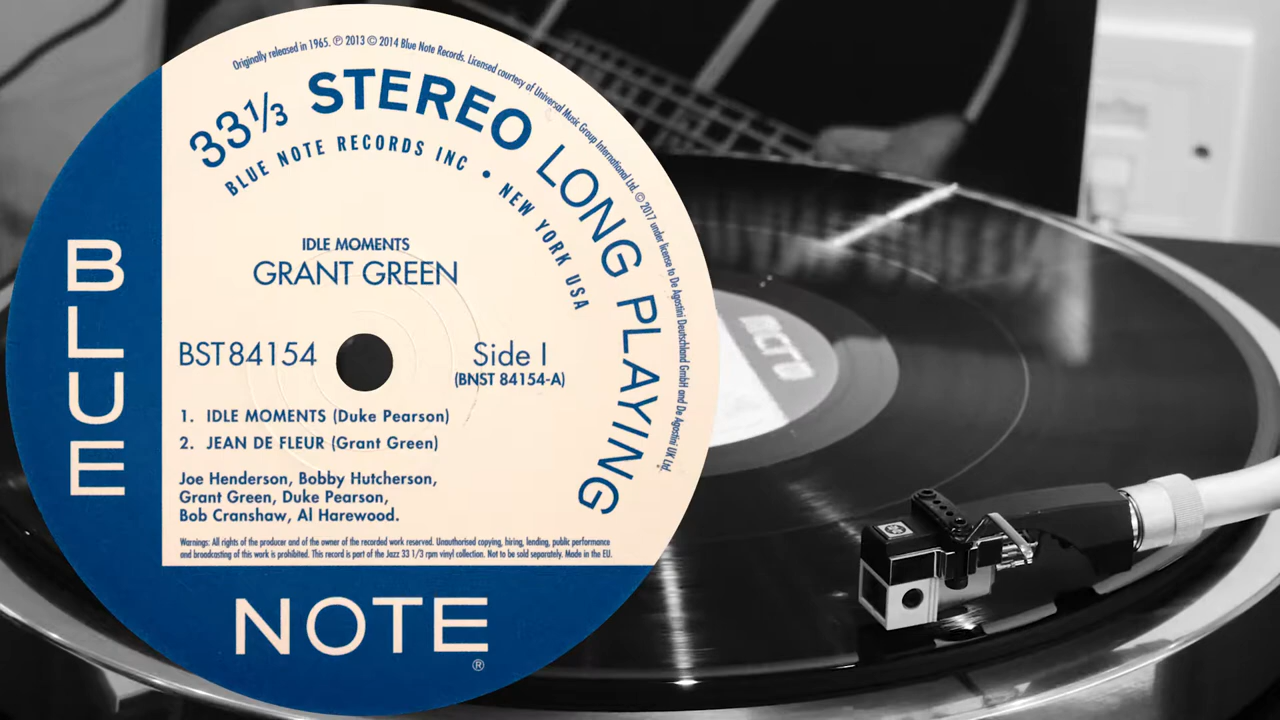 Originally released in 1965. ℗ 2013 © 2014 Blue Note Records. Licensed courtesy of Universal Music Group International Ltd. © 2017 under license to De Agostini Deutschland GmbH and De Agostini UK Ltd.
33⅓ STEREO LONG PLAYING
BLUE NOTE RECORDS INC • NEW YORK USA
IDLE MOMENTS
GRANT GREEN
BST 84154
Side I
(BNST 84154-A)
1. IDLE MOMENTS (Duke Pearson)
2. JEAN DE FLEUR (Grant Green)
Joe Henderson, Bobby Hutcherson,
Grant Green, Duke Pearson,
Bob Cranshaw, Al Harewood.
Warnings: All rights of the producer and of the owner of the recorded work reserved. Unauthorised copying, hiring, lending, public performance
and broadcasting of this work is prohibited. This record is part of the Jazz 33 1/3 rpm vinyl collection. Not to be sold separately. Made in the EU.
BLUE
NOTE
®